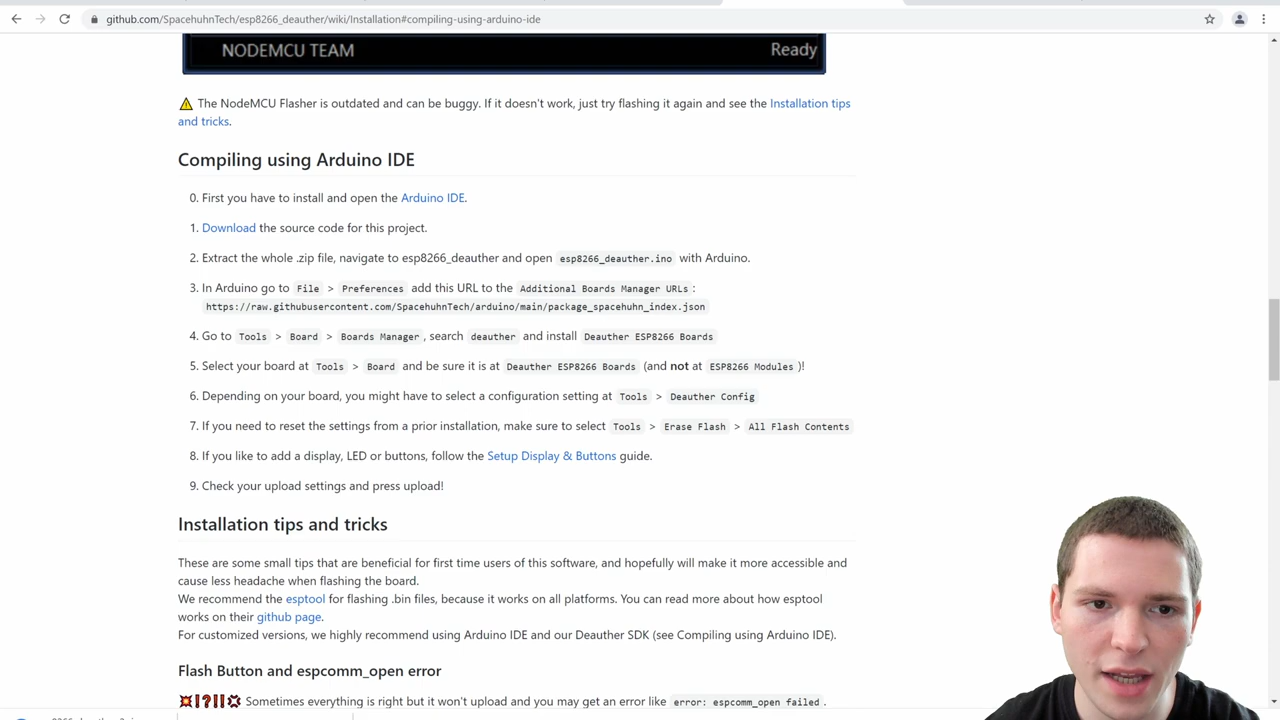 github.com/SpacehuhnTech/esp8266_deauther/wiki/Installation#compiling-using-arduino-ide
NODEMCU TEAM Ready
The NodeMCU Flasher is outdated and can be buggy. If it doesn't work, just try flashing it again and see the Installation tips
and tricks.
Compiling using Arduino IDE
0. First you have to install and open the Arduino IDE.
1. Download the source code for this project.
2. Extract the whole .zip file, navigate to esp8266_deauther and open esp8266_deauther.ino with Arduino.
3. In Arduino go to File > Preferences add this URL to the Additional Boards Manager URLs :
https://raw.githubusercontent.com/SpacehuhnTech/arduino/main/package_spacehuhn_index.json
4. Go to Tools > Board > Boards Manager , search deauther and install Deauther ESP8266 Boards
5. Select your board at Tools > Board and be sure it is at Deauther ESP8266 Boards (and not at ESP8266 Modules )!
6. Depending on your board, you might have to select a configuration setting at Tools > Deauther Config
7. If you need to reset the settings from a prior installation, make sure to select Tools > Erase Flash > All Flash Contents
8. If you like to add a display, LED or buttons, follow the Setup Display & Buttons guide.
9. Check your upload settings and press upload!
Installation tips and tricks
These are some small tips that are beneficial for first time users of this software, and hopefully will make it more accessible and
cause less headache when flashing the board.
We recommend the esptool for flashing .bin files, because it works on all platforms. You can read more about how esptool
works on their github page.
For customized versions, we highly recommend using Arduino IDE and our Deauther SDK (see Compiling using Arduino IDE).
Flash Button and espcomm_open error
💥❗⁉️‼️💢 Sometimes everything is right but it won't upload and you may get an error like error: espcomm_open failed .